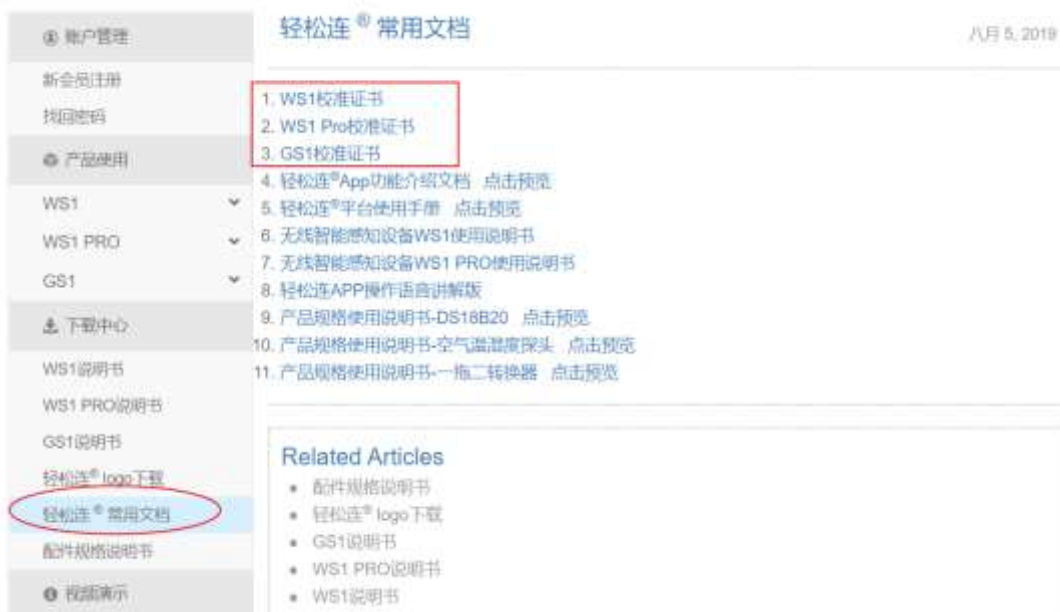 账户管理
新会员注册
找回密码
产品使用
WS1
WS1 PRO
GS1
下载中心
WS1说明书
WS1 PRO说明书
GS1说明书
轻松连® logo下载
轻松连 ® 常用文档
配件规格说明书
视频演示
轻松连 ® 常用文档
八月 5, 2019
1. WS1校准证书
2. WS1 Pro校准证书
3. GS1校准证书
4. 轻松连®App功能介绍文档 点击预览
5. 轻松连®平台使用手册 点击预览
6. 无线智能感知设备WS1使用说明书
7. 无线智能感知设备WS1 PRO使用说明书
8. 轻松连APP操作语音讲解版
9. 产品规格使用说明书-DS18B20 点击预览
10. 产品规格使用说明书-空气温湿度探头 点击预览
11. 产品规格使用说明书-一拖二转换器 点击预览
Related Articles
配件规格说明书
轻松连® logo下载
GS1说明书
WS1 PRO说明书
WS1说明书